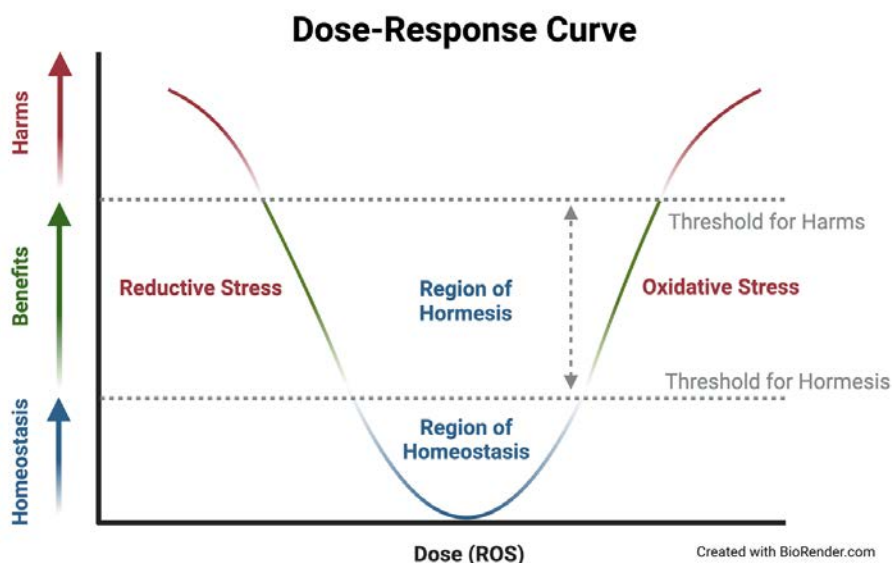 Dose-Response Curve
Harms
Threshold for Harms
Benefits
Reductive Stress
Region of
Hormesis
Oxidative Stress
Threshold for Hormesis
Homeostasis
Region of
Homeostasis
Dose (ROS)
Created with BioRender.com